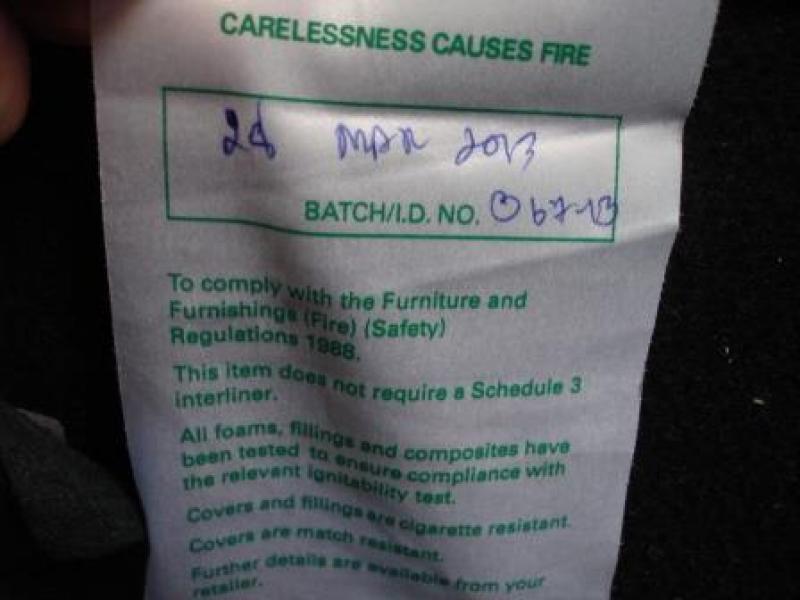 CARELESSNESS CAUSES FIRE
MAR 2013
BATCH/I.D. NO.
To comply with the Furniture and
Furnishings (Fire) (Safety)
Regulations 1988.
This item does not require a Schedule 3
interliner.
All foams, fillings and composites have
been tested to ensure compliance with
the relevant ignitability test.
Covers and fillings are cigarette resistant.
Covers are match resistant.
Further details are available from your
retailer.